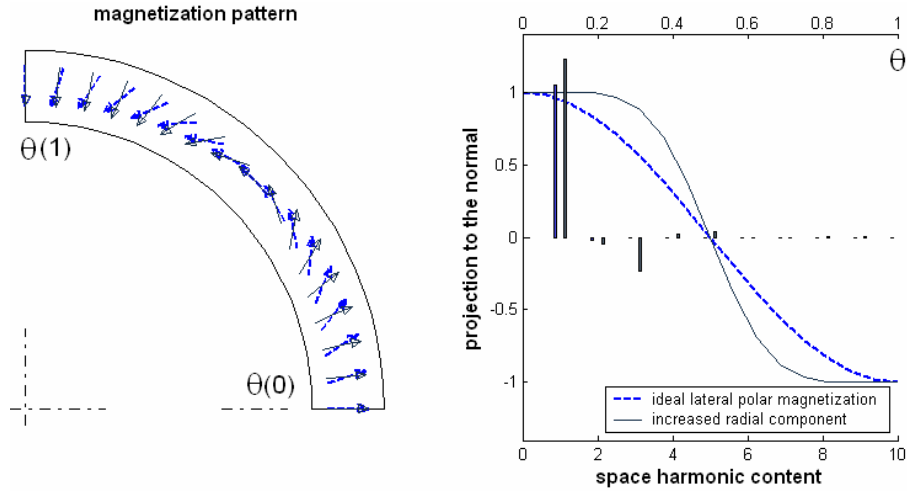 magnetization pattern
θ(1)
θ(0)
0 0.2 0.4 0.6 0.8 1
θ
projection to the normal
1
0.5
0
-0.5
-1
ideal lateral polar magnetization
increased radial component
0 2 4 6 8 10
space harmonic content